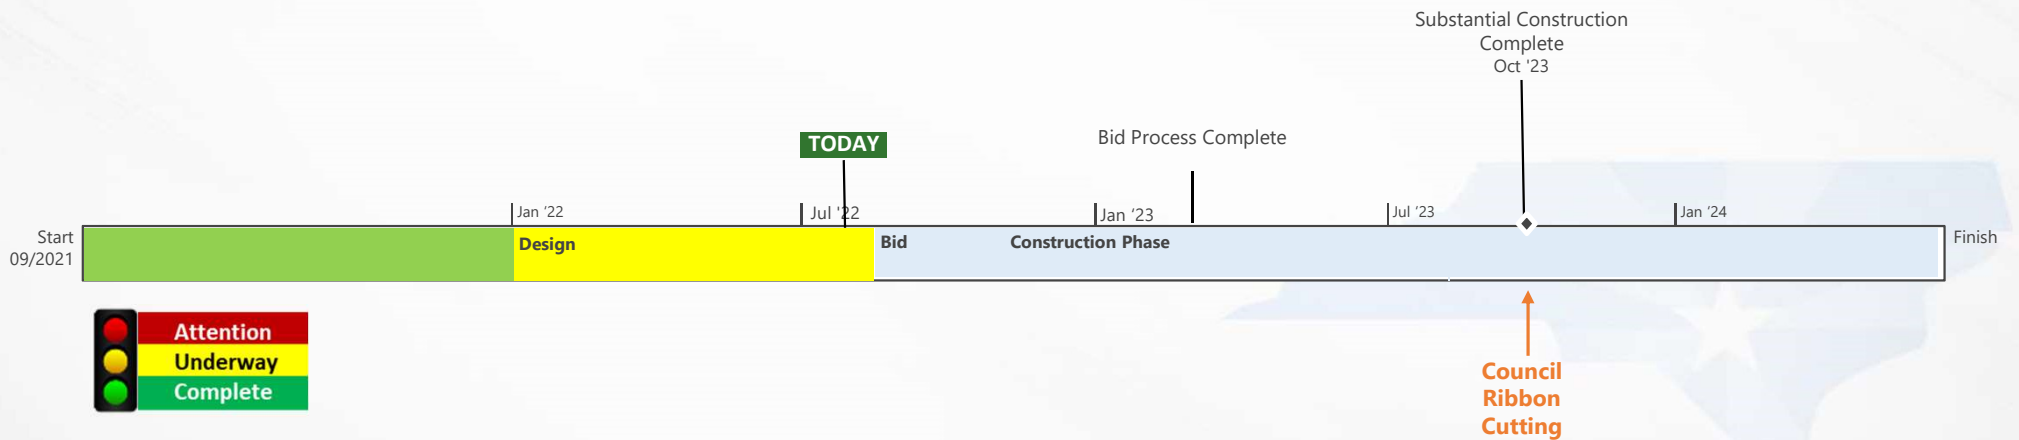 Substantial Construction
Complete
Oct '23
TODAY
Bid Process Complete
Jan ‘22
Jul '22
Jan ‘23
Jul ‘23
Jan ‘24
Start
09/2021
Design
Bid
Construction Phase
Finish
Attention
Underway
Complete
Council
Ribbon
Cutting